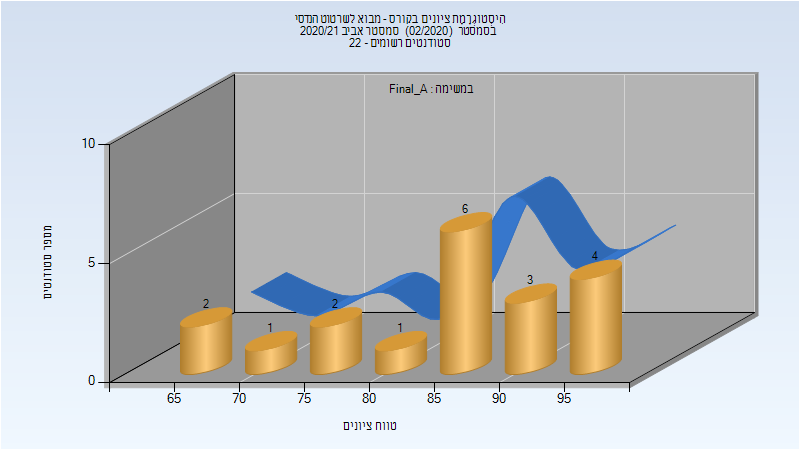 הִיסְטוֹגְרָמַת ציונים בקורס - מבוא לשרטוט הנדסי
בסמסטר (02/2020) סמסטר אביב 2020/21
סטודנטים רשומים - 22
במשימה : Final_A
10
5
0
מספר סטודנטים
2
1
2
1
6
3
4
65
70
75
80
85
90
95
טווח ציונים